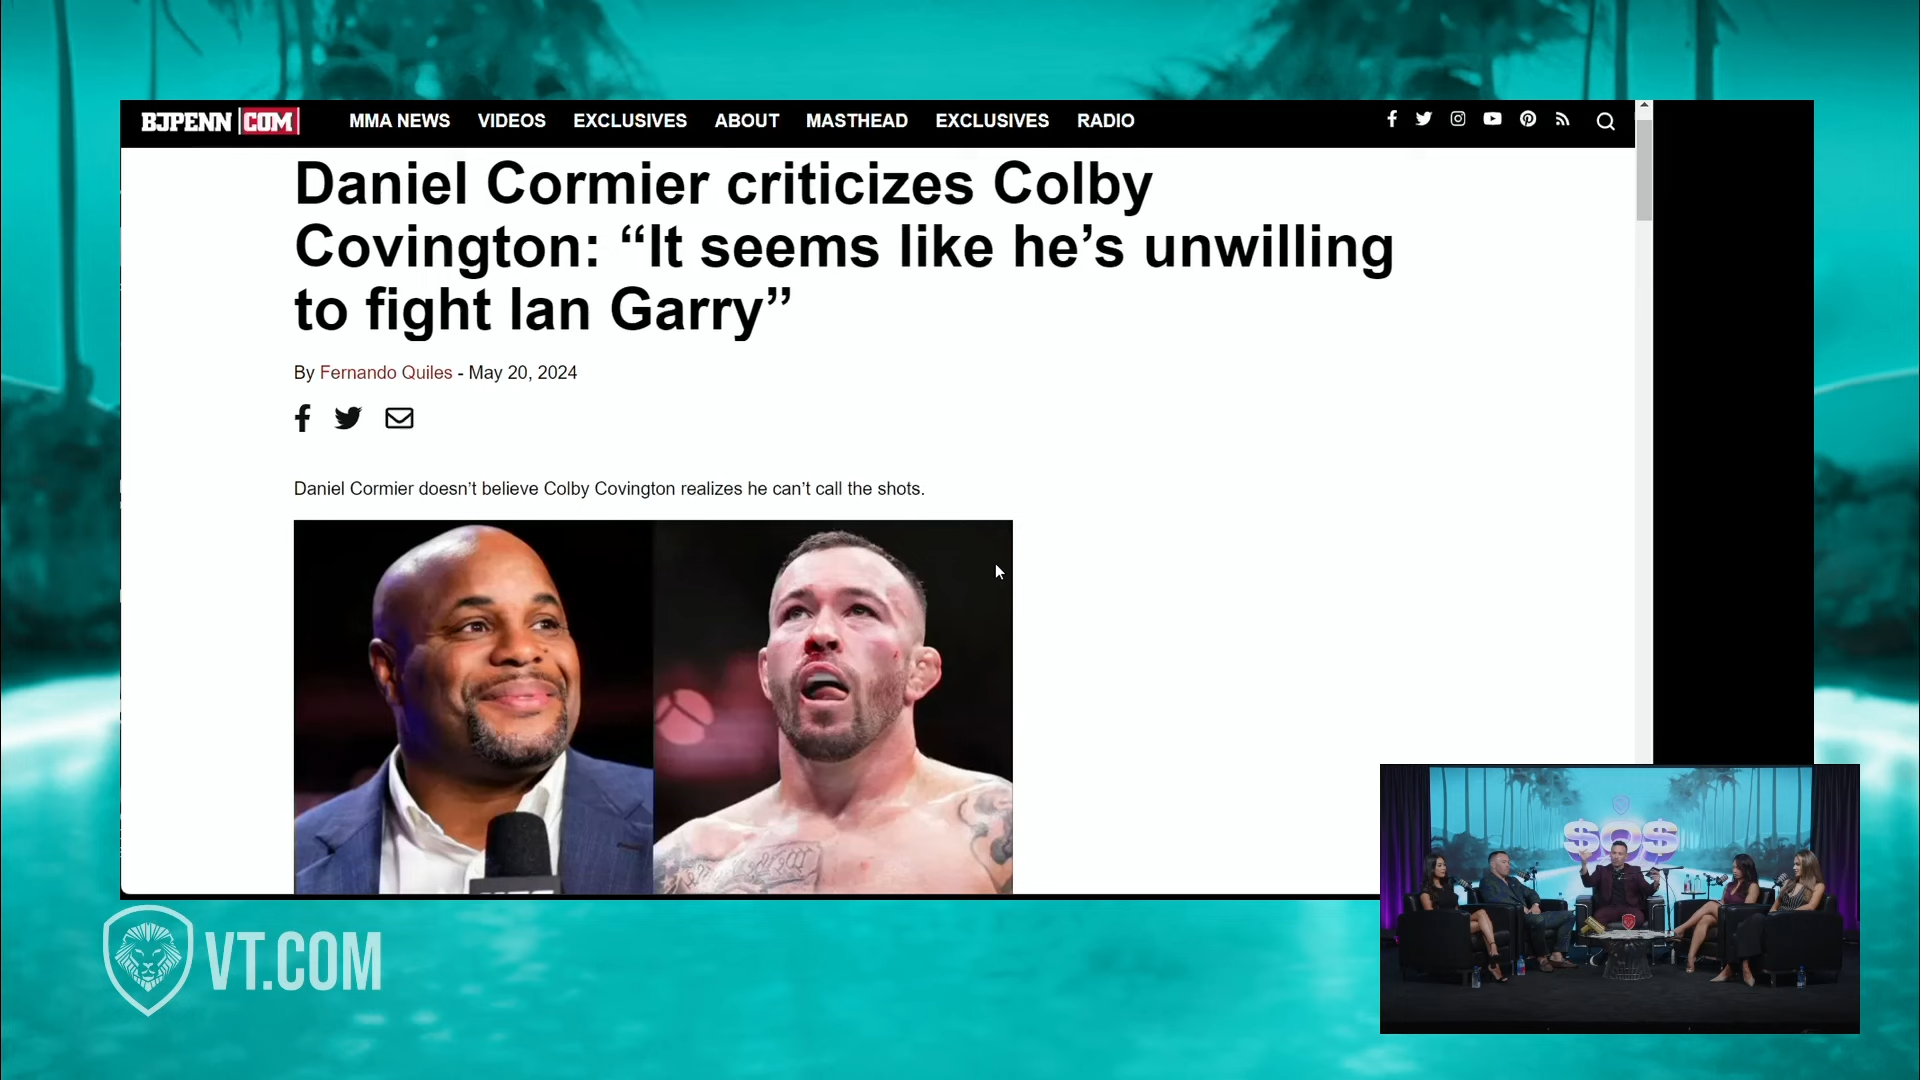 BJPENN COM
MMA NEWS VIDEOS EXCLUSIVES ABOUT MASTHEAD EXCLUSIVES RADIO
Daniel Cormier criticizes Colby
Covington: “It seems like he’s unwilling
to fight Ian Garry”
By Fernando Quiles - May 20, 2024
Daniel Cormier doesn’t believe Colby Covington realizes he can’t call the shots.
$O$
VT.COM